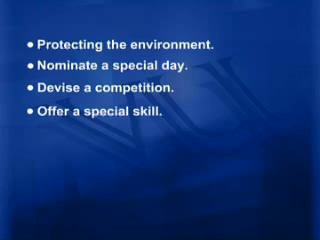 • Protecting the environment.
• Nominate a special day.
• Devise a competition.
• Offer a special skill.